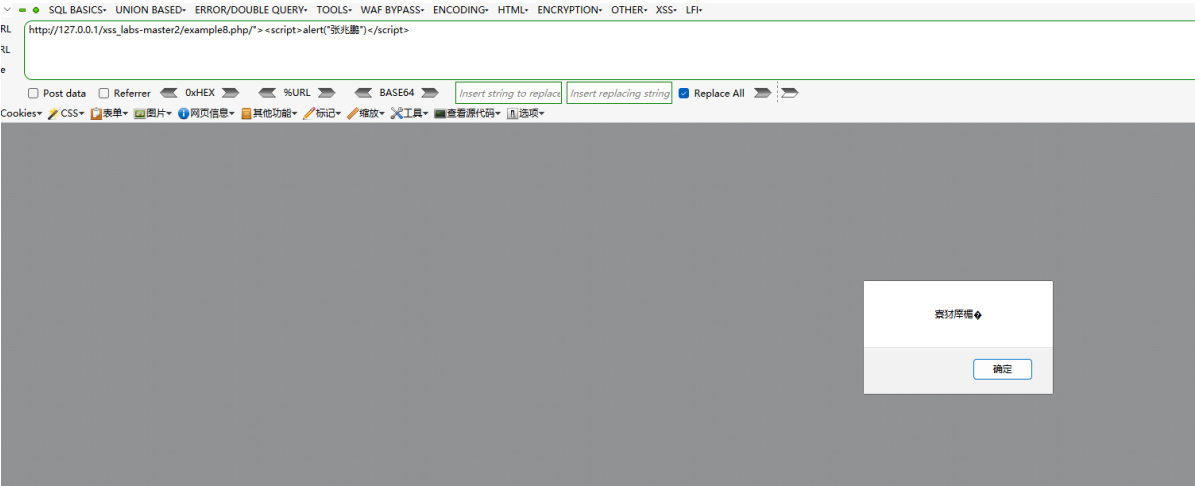 SQL BASICS UNION BASED ERROR/DOUBLE QUERY TOOLS WAF BYPASS ENCODING HTML ENCRYPTION OTHER XSS LFI
RL http://127.0.0.1/xss_labs-master2/example8.php/"><script>alert("张兆鹏")</script>
RL
e
Post data Referrer 0xHEX %URL BASE64 Insert string to replace Insert replacing string Replace All
Cookies CSS 表单 图片 网页信息 其他功能 标记 缩放 工具 查看源代码 选项
确定